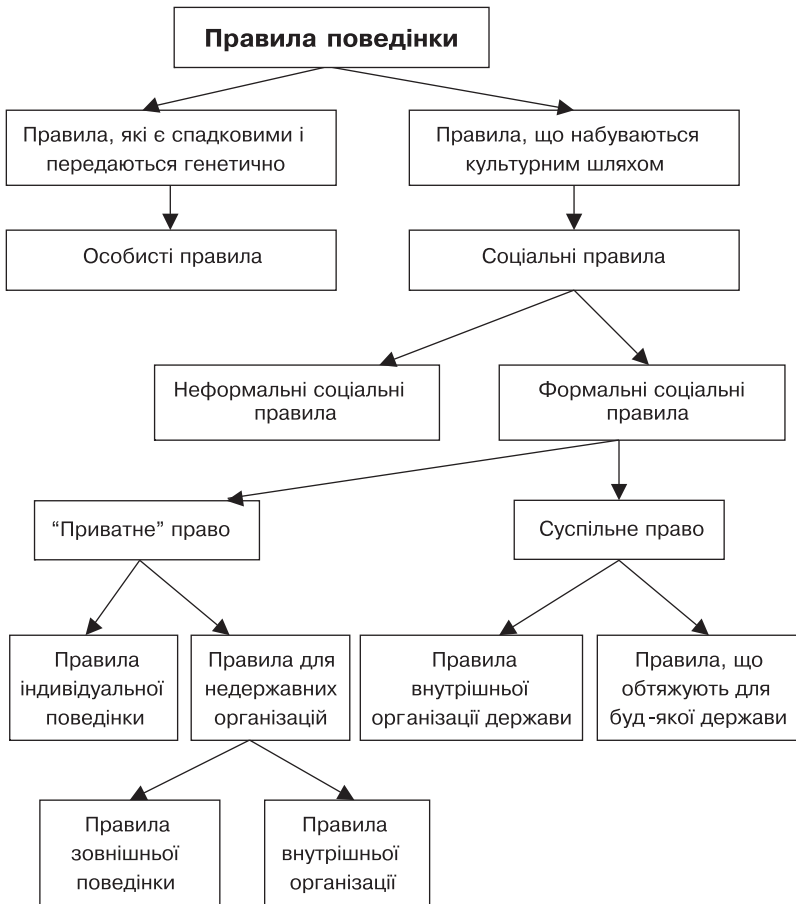 Правила поведінки
Правила, які є спадковими і
передаються генетично
Правила, що набуваються
культурним шляхом
Особисті правила
Соціальні правила
Неформальні соціальні
правила
Формальні соціальні
правила
“Приватне” право
Суспільне право
Правила
індивідуальної
поведінки
Правила для
недержавних
організацій
Правила
внутрішньої
організації держави
Правила, що
обтяжують для
буд-якої держави
Правила
зовнішньої
поведінки
Правила
внутрішньої
організації